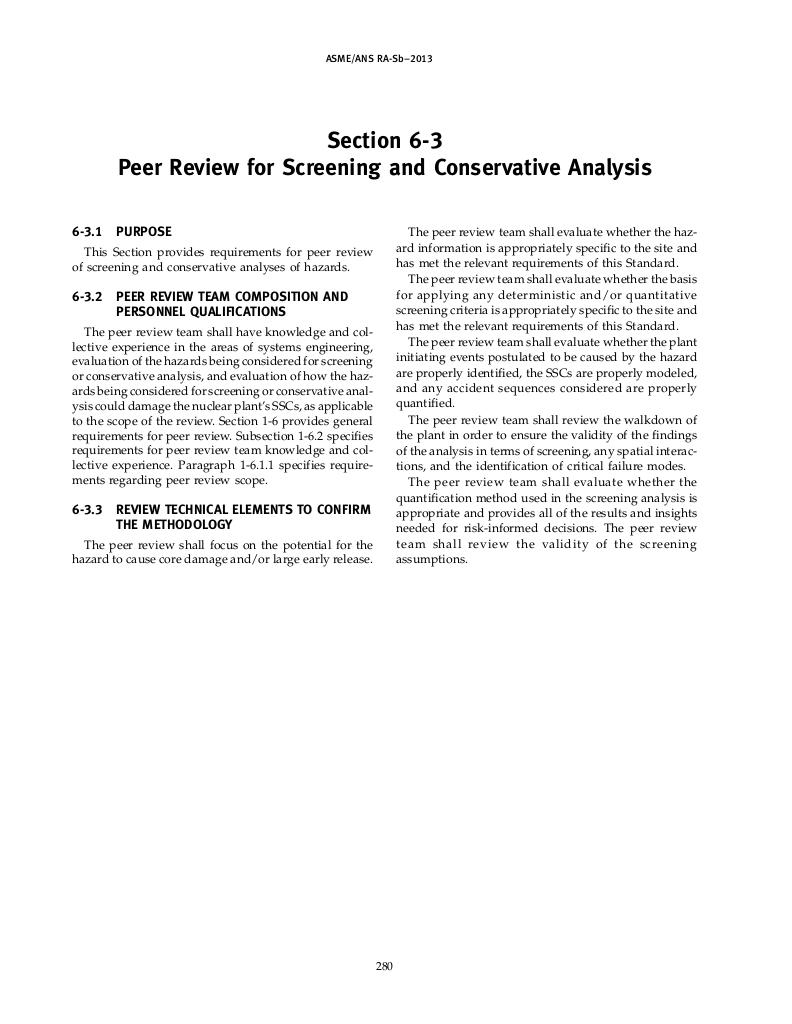 ASME/ANS RA-Sb–2013
Section 6-3
Peer Review for Screening and Conservative Analysis
6-3.1 PURPOSE
This Section provides requirements for peer review
of screening and conservative analyses of hazards.
6-3.2 PEER REVIEW TEAM COMPOSITION AND
PERSONNEL QUALIFICATIONS
The peer review team shall have knowledge and col-
lective experience in the areas of systems engineering,
evaluation of the hazards being considered for screening
or conservative analysis, and evaluation of how the haz-
ards being considered for screening or conservative anal-
ysis could damage the nuclear plant's SSCs, as applicable
to the scope of the review. Section 1-6 provides general
requirements for peer review. Subsection 1-6.2 specifies
requirements for peer review team knowledge and col-
lective experience. Paragraph 1-6.1.1 specifies require-
ments regarding peer review scope.
6-3.3 REVIEW TECHNICAL ELEMENTS TO CONFIRM
THE METHODOLOGY
The peer review shall focus on the potential for the
hazard to cause core damage and/or large early release.
The peer review team shall evaluate whether the haz-
ard information is appropriately specific to the site and
has met the relevant requirements of this Standard.
The peer review team shall evaluate whether the basis
for applying any deterministic and/or quantitative
screening criteria is appropriately specific to the site and
has met the relevant requirements of this Standard.
The peer review team shall evaluate whether the plant
initiating events postulated to be caused by the hazard
are properly identified, the SSCs are properly modeled,
and any accident sequences considered are properly
quantified.
The peer review team shall review the walkdown of
the plant in order to ensure the validity of the findings
of the analysis in terms of screening, any spatial interac-
tions, and the identification of critical failure modes.
The peer review team shall evaluate whether the
quantification method used in the screening analysis is
appropriate and provides all of the results and insights
needed for risk-informed decisions. The peer review
team shall review the validity of the screening
assumptions.
280